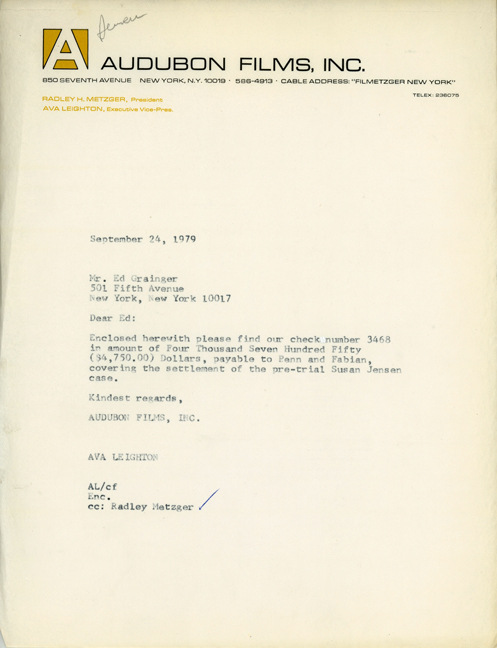 A AUDUBON FILMS, INC.
850 SEVENTH AVENUE NEW YORK, N.Y. 10019 · 586-4913 · CABLE ADDRESS: "FILMETZGER NEW YORK"
TELEX: 236075
RADLEY H. METZGER, President
AVA LEIGHTON, Executive Vice-Pres.
September 24, 1979
Mr. Ed Grainger
501 Fifth Avenue
New York, New York 10017
Dear Ed:
Enclosed herewith please find our check number 3468
in amount of Four Thousand Seven Hundred Fifty
($4,750.00) Dollars, payable to Penn and Fabian,
covering the settlement of the pre-trial Susan Jensen
case.
Kindest regards,
AUDUBON FILMS, INC.
AVA LEIGHTON
AL/cf
Enc.
cc: Radley Metzger